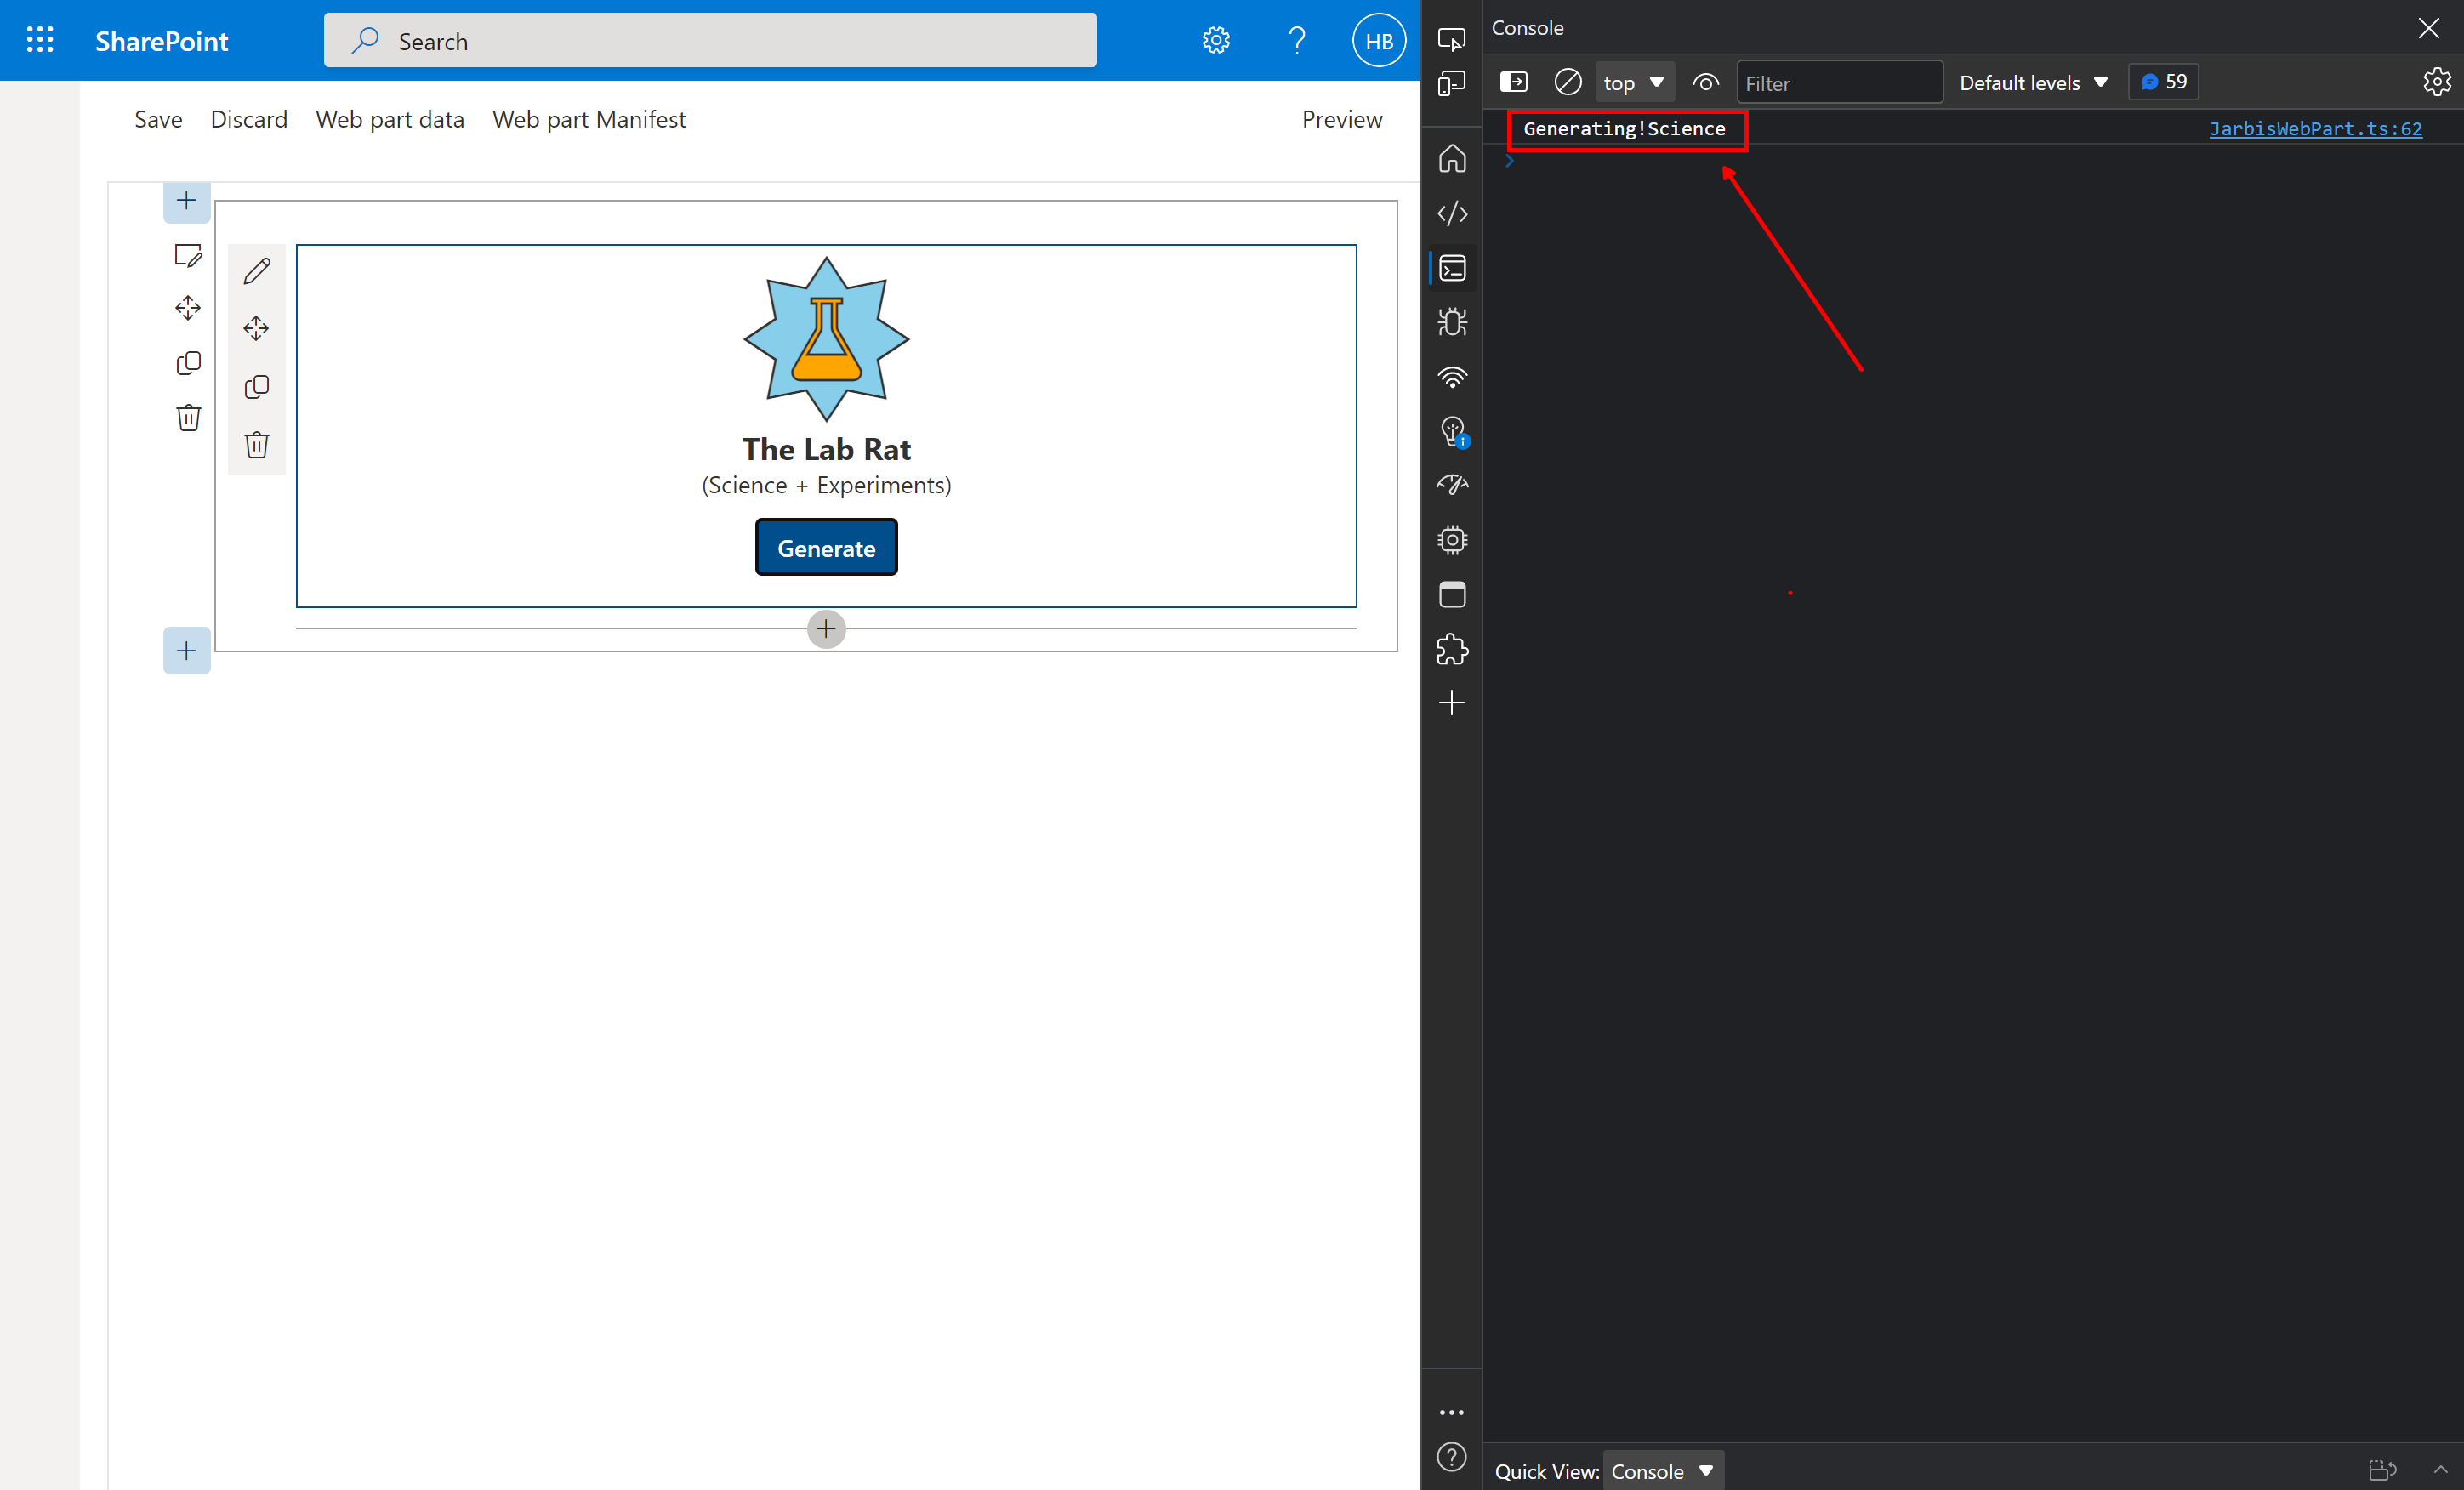 SharePoint
Search
HB
Save Discard Web part data Web part Manifest Preview
The Lab Rat
(Science + Experiments)
Generate
Console
top Filter Default levels 59
Generating!Science JarbisWebPart.ts:62
Quick View: Console